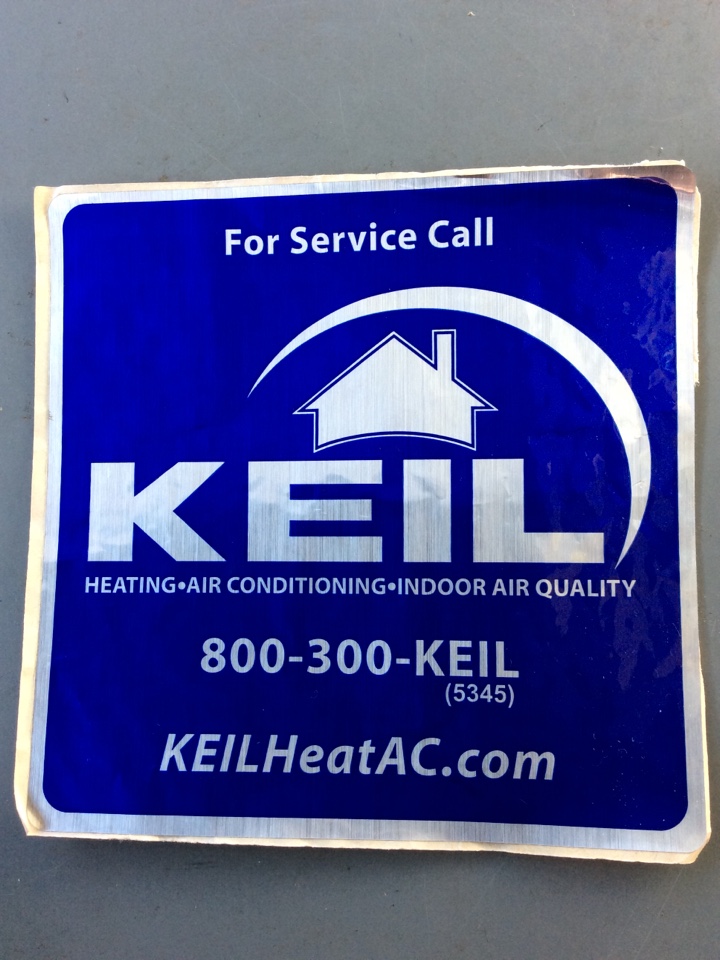 For Service Call
KEIL
HEATING•AIR CONDITIONING•INDOOR AIR QUALITY
800-300-KEIL
(5345)
KEILHeatAC.com